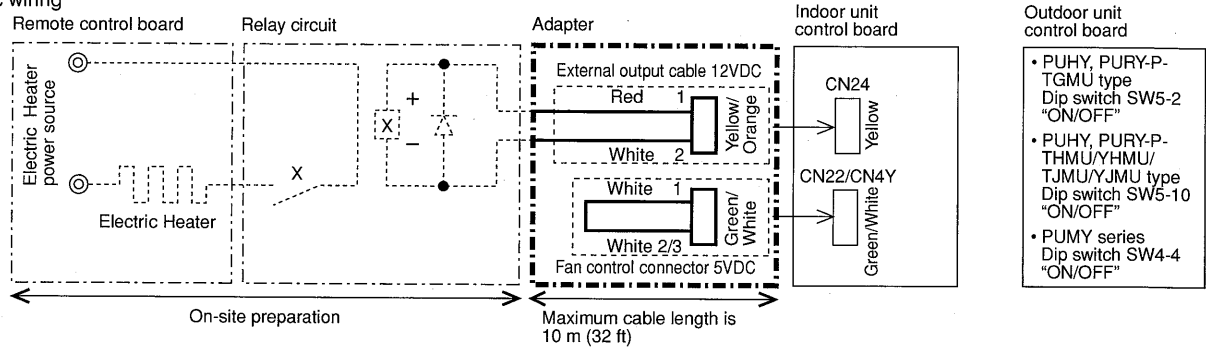 wiring
Remote control board
Relay circuit
Adapter
Indoor unit
control board
Outdoor unit
control board
Electric Heater
power source
Electric Heater
X
X
+
−
External output cable 12VDC
Red 1
White 2
Yellow/
Orange
White 1
White 2/3
Green/
White
Fan control connector 5VDC
CN24
Yellow
CN22/CN4Y
Green/White
• PUHY, PURY-P-
TGMU type
Dip switch SW5-2
“ON/OFF”
• PUHY, PURY-P-
THMU/YHMU/
TJMU/YJMU type
Dip switch SW5-10
“ON/OFF”
• PUMY series
Dip switch SW4-4
“ON/OFF”
On-site preparation
Maximum cable length is
10 m (32 ft)